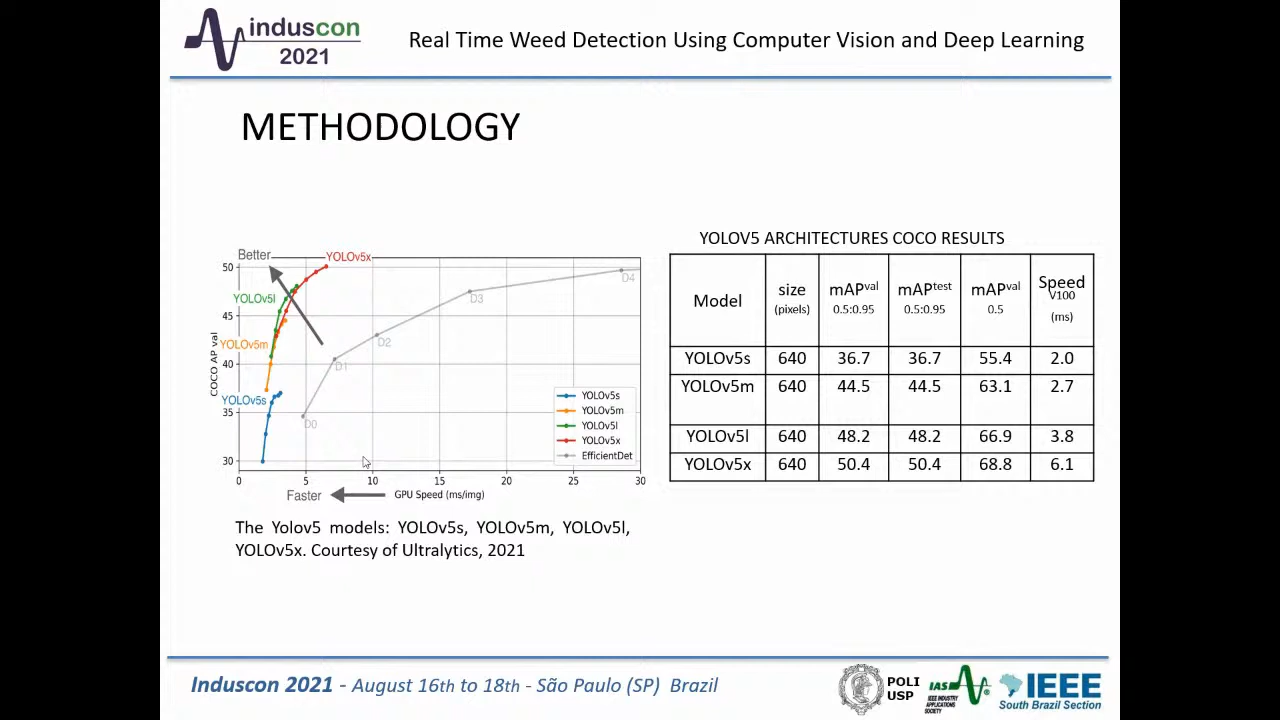 induscon
2021
Real Time Weed Detection Using Computer Vision and Deep Learning
METHODOLOGY
Better
YOLOv5x
50
D4
D3
YOLOv5l
45
D2
YOLOv5m
COCO AP val
40
D1
YOLOv5s
35
D0
30
YOLOv5s
YOLOv5m
YOLOv5l
YOLOv5x
EfficientDet
0 5 10 15 20 25 30
Faster GPU Speed (ms/img)
The Yolov5 models: YOLOv5s, YOLOv5m, YOLOv5l,
YOLOv5x. Courtesy of Ultralytics, 2021
YOLOV5 ARCHITECTURES COCO RESULTS
Model size (pixels) mAPval 0.5:0.95 mAPtest 0.5:0.95 mAPval 0.5 Speed V100 (ms)
YOLOv5s 640 36.7 36.7 55.4 2.0
YOLOv5m 640 44.5 44.5 63.1 2.7
YOLOv5l 640 48.2 48.2 66.9 3.8
YOLOv5x 640 50.4 50.4 68.8 6.1
Induscon 2021 - August 16th to 18th - São Paulo (SP) Brazil
POLI
USP
IAS
IEEE INDUSTRY
APPLICATIONS
SOCIETY
®
IEEE
South Brazil Section